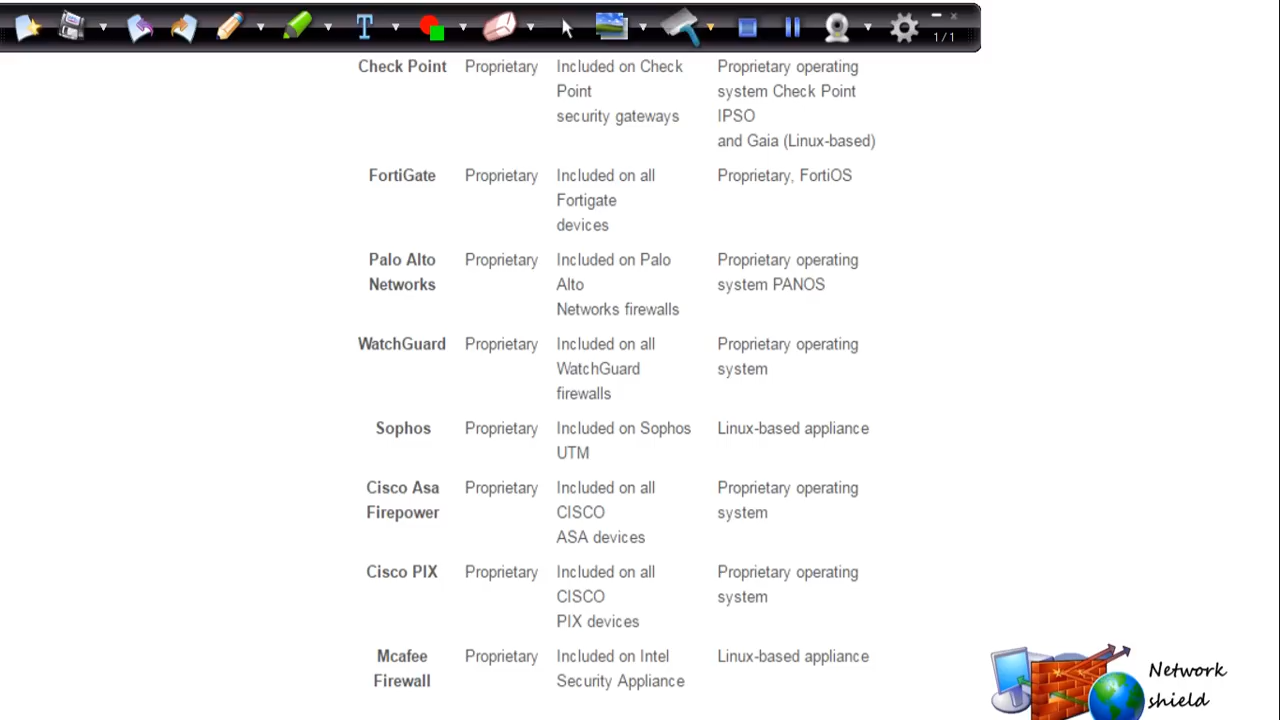 1/1
Check Point Proprietary Included on Check Proprietary operating
Point system Check Point
security gateways IPSO
and Gaia (Linux-based)
FortiGate Proprietary Included on all Proprietary, FortiOS
Fortigate
devices
Palo Alto Proprietary Included on Palo Proprietary operating
Networks Alto system PANOS
Networks firewalls
WatchGuard Proprietary Included on all Proprietary operating
WatchGuard system
firewalls
Sophos Proprietary Included on Sophos Linux-based appliance
UTM
Cisco Asa Proprietary Included on all Proprietary operating
Firepower CISCO system
ASA devices
Cisco PIX Proprietary Included on all Proprietary operating
CISCO system
PIX devices
Mcafee Proprietary Included on Intel Linux-based appliance
Firewall Security Appliance
Network
shield